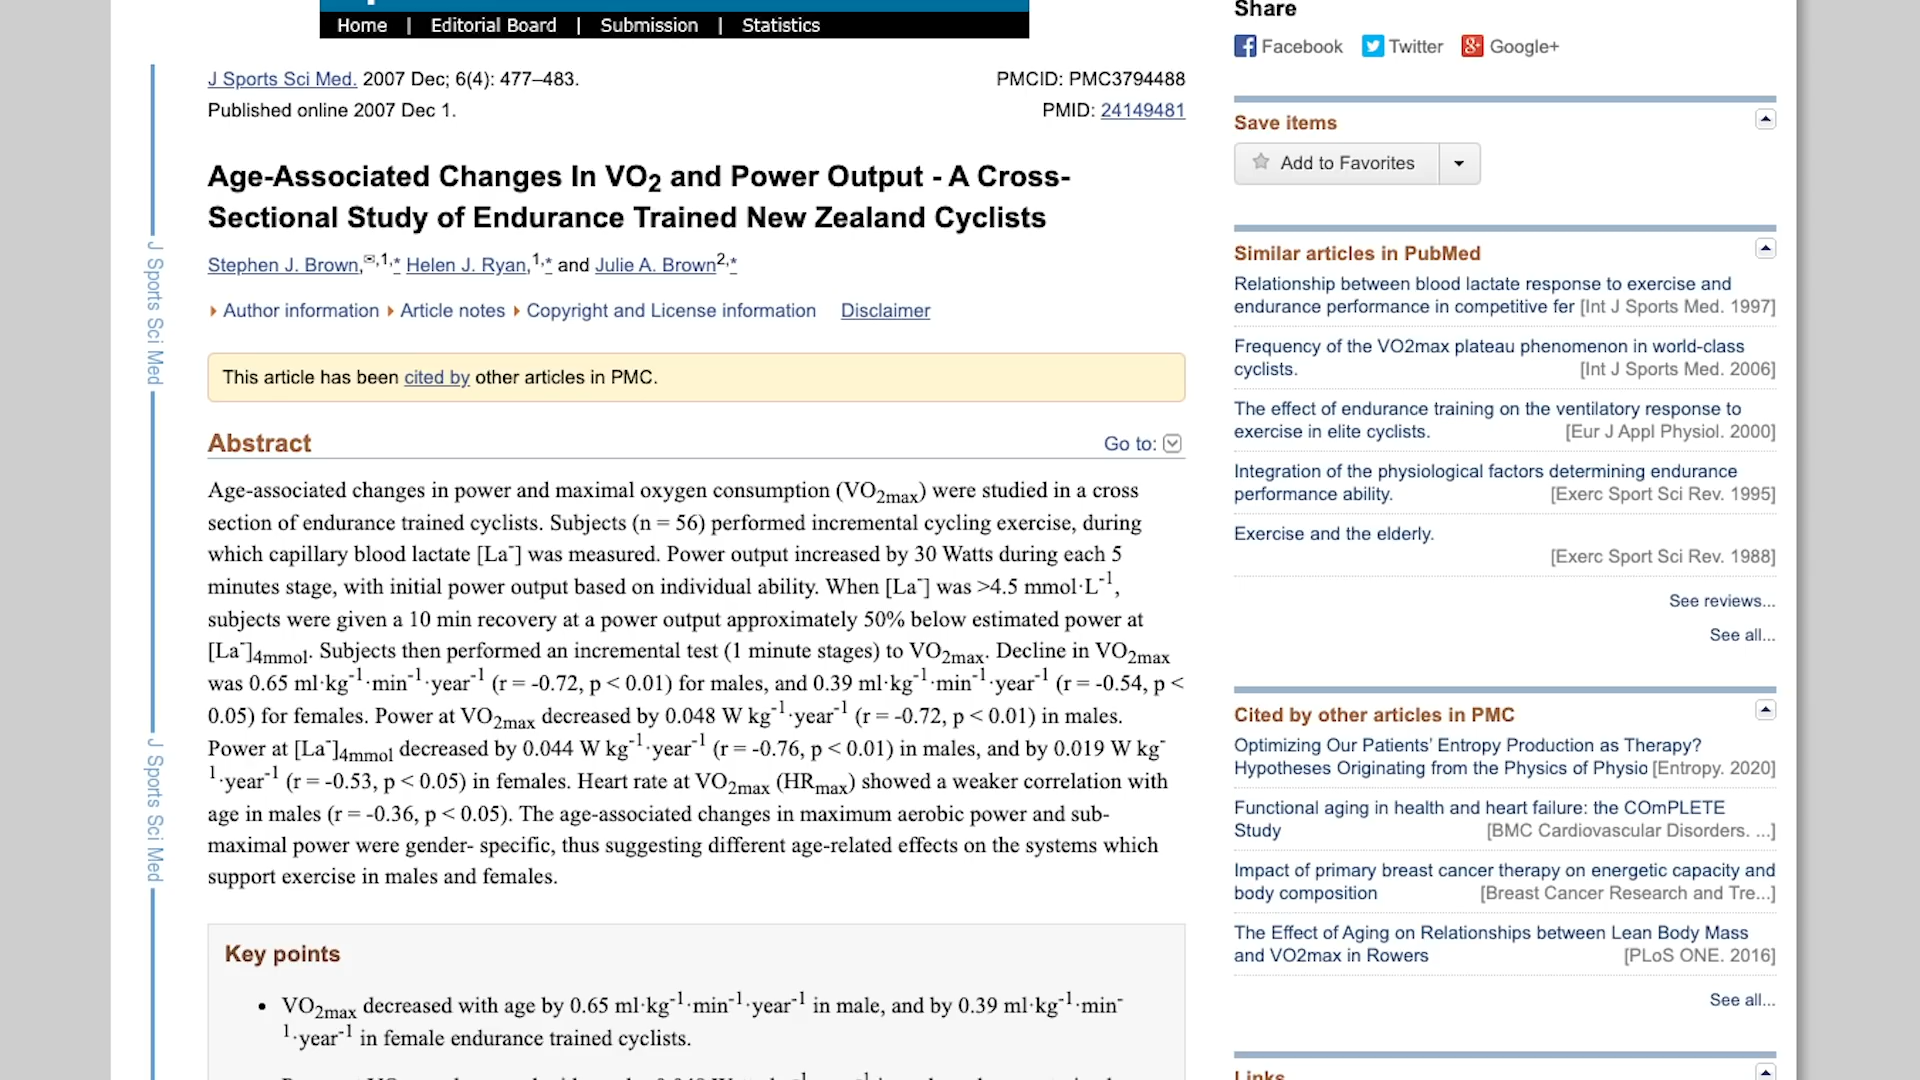 Home | Editorial Board | Submission | Statistics
J Sports Sci Med. 2007 Dec; 6(4): 477–483.
PMCID: PMC3794488
Published online 2007 Dec 1.
PMID: 24149481
Age-Associated Changes In VO2 and Power Output - A Cross-
Sectional Study of Endurance Trained New Zealand Cyclists
Stephen J. Brown,✉,1,* Helen J. Ryan,1,* and Julie A. Brown2,*
Author information Article notes Copyright and License information Disclaimer
This article has been cited by other articles in PMC.
Abstract
Go to:
Age-associated changes in power and maximal oxygen consumption (VO2max) were studied in a cross
section of endurance trained cyclists. Subjects (n = 56) performed incremental cycling exercise, during
which capillary blood lactate [La-] was measured. Power output increased by 30 Watts during each 5
minutes stage, with initial power output based on individual ability. When [La-] was >4.5 mmol·L-1,
subjects were given a 10 min recovery at a power output approximately 50% below estimated power at
[La-]4mmol. Subjects then performed an incremental test (1 minute stages) to VO2max. Decline in VO2max
was 0.65 ml·kg-1·min-1·year-1 (r = -0.72, p < 0.01) for males, and 0.39 ml·kg-1·min-1·year-1 (r = -0.54, p <
0.05) for females. Power at VO2max decreased by 0.048 W kg-1·year-1 (r = -0.72, p < 0.01) in males.
Power at [La-]4mmol decreased by 0.044 W kg-1·year-1 (r = -0.76, p < 0.01) in males, and by 0.019 W kg-
1·year-1 (r = -0.53, p < 0.05) in females. Heart rate at VO2max (HRmax) showed a weaker correlation with
age in males (r = -0.36, p < 0.05). The age-associated changes in maximum aerobic power and sub-
maximal power were gender- specific, thus suggesting different age-related effects on the systems which
support exercise in males and females.
Key points
• VO2max decreased with age by 0.65 ml·kg-1·min-1·year-1 in male, and by 0.39 ml·kg-1·min-
1·year-1 in female endurance trained cyclists.
J Sports Sci Med
J Sports Sci Med
Share
Facebook Twitter Google+
Save items
Add to Favorites
Similar articles in PubMed
Relationship between blood lactate response to exercise and
endurance performance in competitive fer [Int J Sports Med. 1997]
Frequency of the VO2max plateau phenomenon in world-class
cyclists. [Int J Sports Med. 2006]
The effect of endurance training on the ventilatory response to
exercise in elite cyclists. [Eur J Appl Physiol. 2000]
Integration of the physiological factors determining endurance
performance ability. [Exerc Sport Sci Rev. 1995]
Exercise and the elderly.
[Exerc Sport Sci Rev. 1988]
See reviews...
See all...
Cited by other articles in PMC
Optimizing Our Patients' Entropy Production as Therapy?
Hypotheses Originating from the Physics of Physio [Entropy. 2020]
Functional aging in health and heart failure: the COmPLETE
Study [BMC Cardiovascular Disorders. ...]
Impact of primary breast cancer therapy on energetic capacity and
body composition [Breast Cancer Research and Tre...]
The Effect of Aging on Relationships between Lean Body Mass
and VO2max in Rowers [PLoS ONE. 2016]
See all...
Links